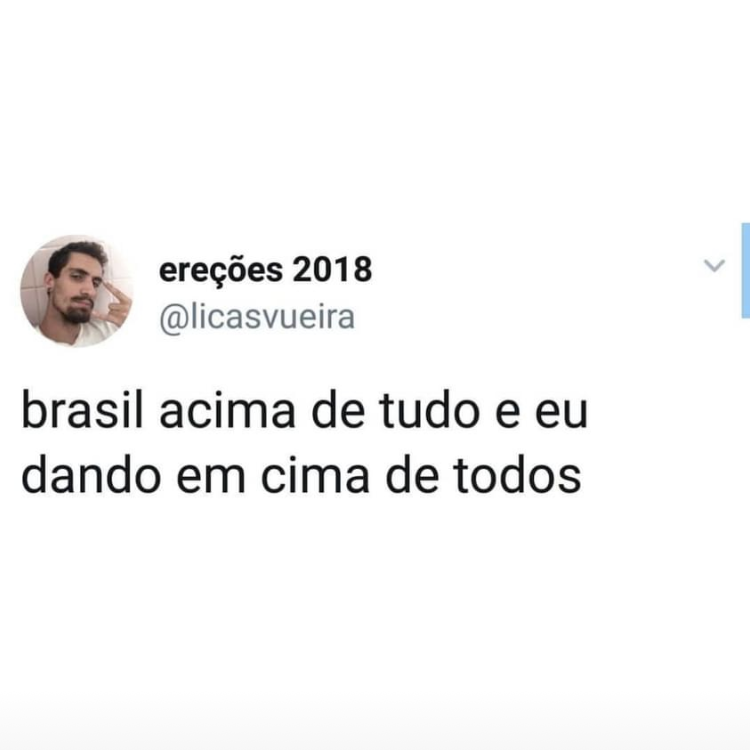 ereções 2018
@licasvueira
brasil acima de tudo e eu
dando em cima de todos